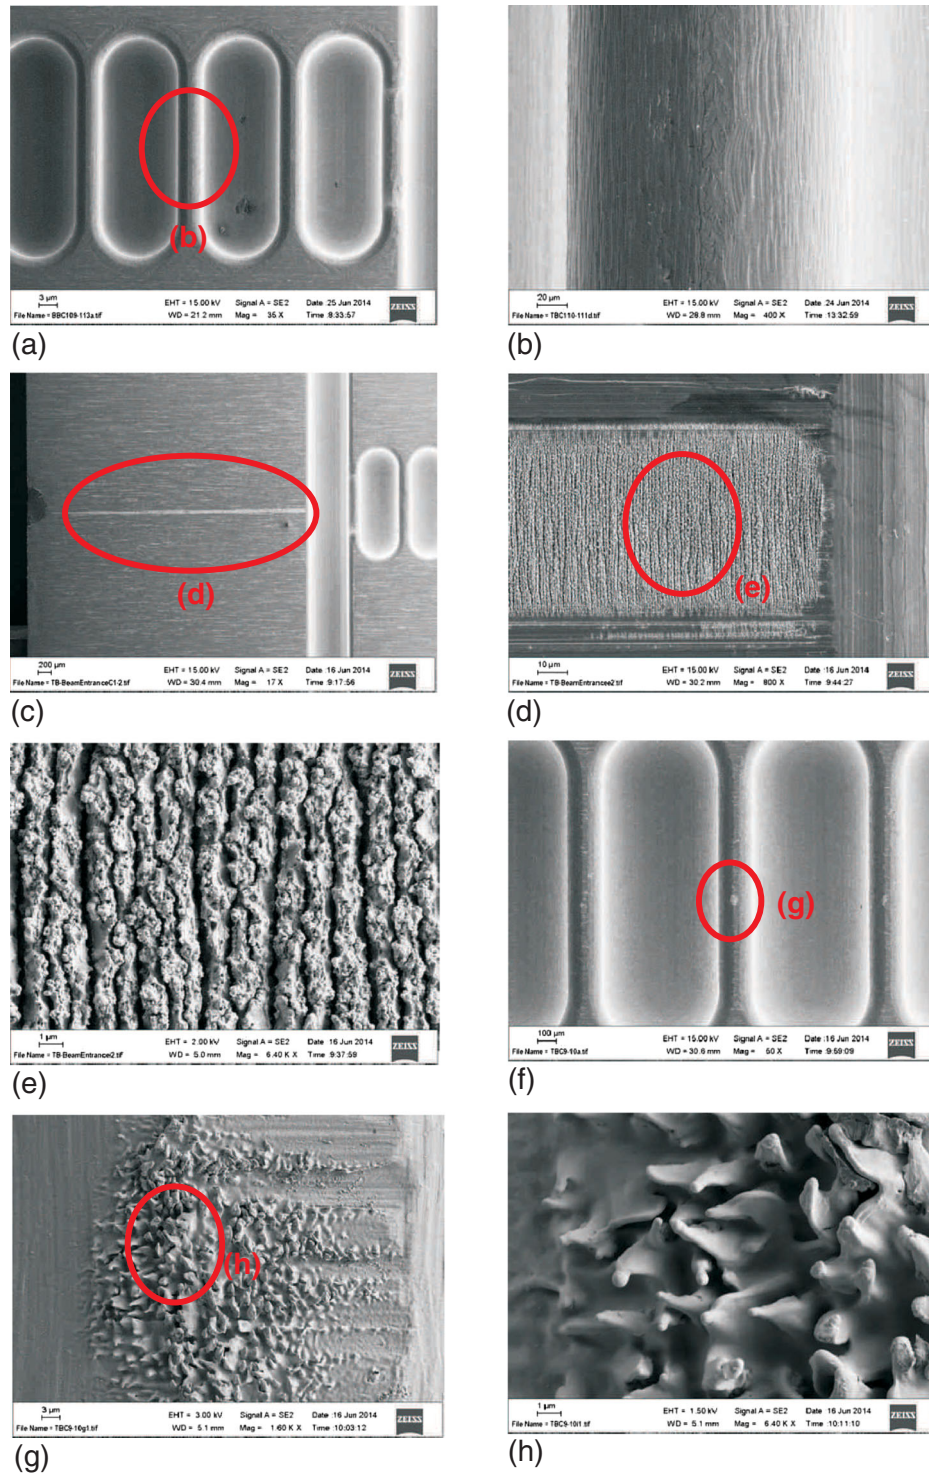 (b)
3 µm EHT = 15.00 kV Signal A = SE2 Date :25 Jun 2014
File Name = BBC109-113a.tif WD = 21.2 mm Mag = 35 X Time :8:33:57
ZEISS
(a)
20 µm EHT = 15.00 kV Signal A = SE2 Date :24 Jun 2014
File Name = TBC110-111d.tif WD = 28.8 mm Mag = 400 X Time :13:32:59
ZEISS
(b)
(d)
200 µm EHT = 15.00 kV Signal A = SE2 Date :16 Jun 2014
File Name = TB-BeamEntranceC1-2.tif WD = 30.4 mm Mag = 17 X Time :9:17:56
ZEISS
(c)
(e)
10 µm EHT = 15.00 kV Signal A = SE2 Date :16 Jun 2014
File Name = TB-BeamEntrancee2.tif WD = 30.2 mm Mag = 800 X Time :9:44:27
ZEISS
(d)
1 µm EHT = 2.00 kV Signal A = SE2 Date :16 Jun 2014
WD = 5.0 mm Mag = 6.40 K X Time :9:37:59
ZEISS
(e)
(g)
100 µm EHT = 15.00 kV Signal A = SE2 Date :16 Jun 2014
File Name = TBC9-10a.tif WD = 30.6 mm Mag = 50 X Time :9:59:09
ZEISS
(f)
(h)
3 µm EHT = 3.00 kV Signal A = SE2 Date :16 Jun 2014
File Name = TBC9-10g1.tif WD = 5.1 mm Mag = 1.60 K X Time :10:03:12
ZEISS
(g)
1 µm EHT = 1.50 kV Signal A = SE2 Date :16 Jun 2014
File Name = TBC9-10i1.tif WD = 5.1 mm Mag = 6.40 K X Time :10:11:10
ZEISS
(h)